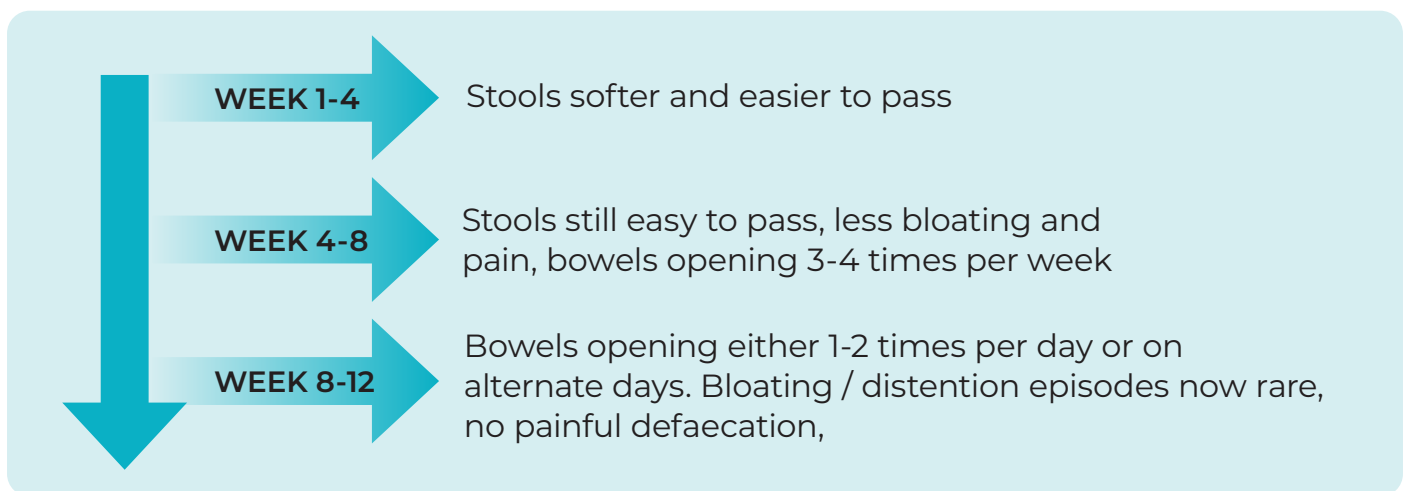 WEEK 1-4
Stools softer and easier to pass
WEEK 4-8
Stools still easy to pass, less bloating and
pain, bowels opening 3-4 times per week
WEEK 8-12
Bowels opening either 1-2 times per day or on
alternate days. Bloating / distention episodes now rare,
no painful defaecation,